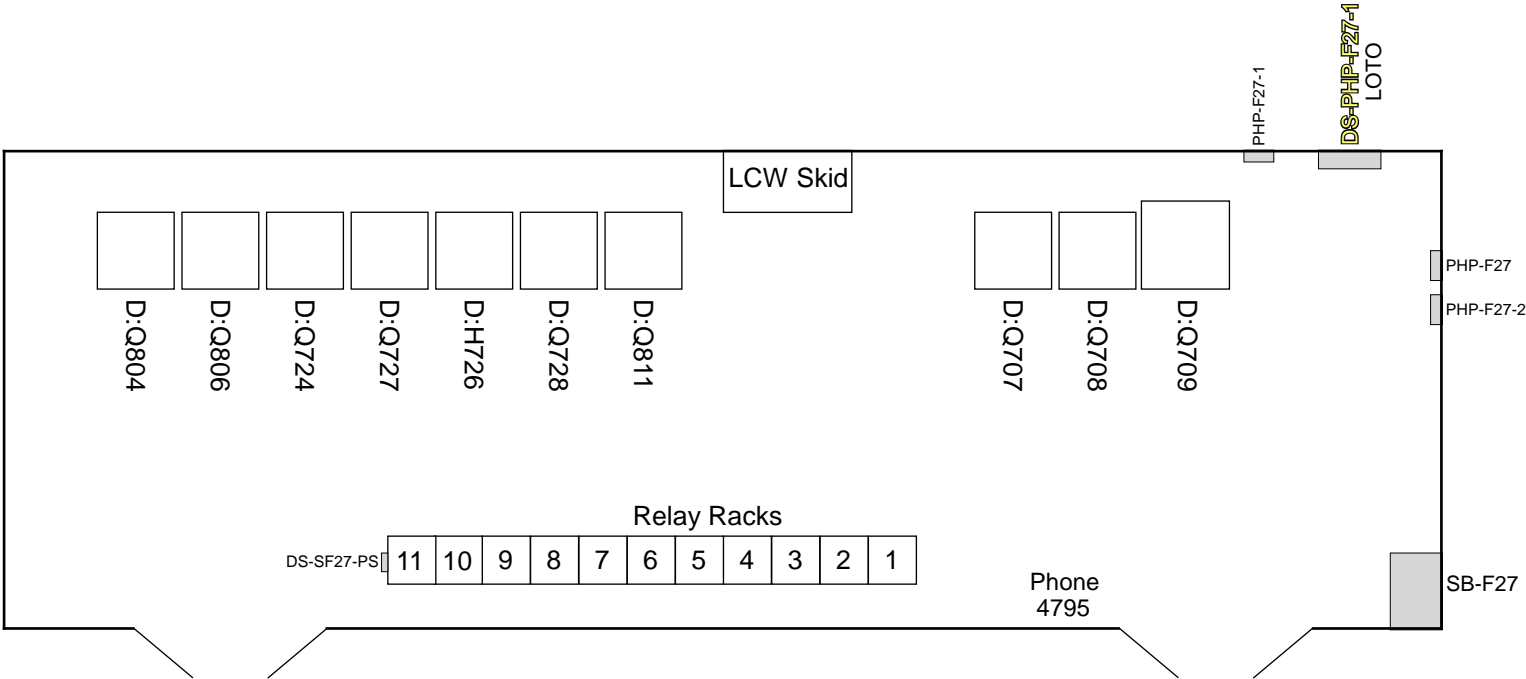 DS-PHP-F27-1
LOTO
PHP-F27-1
LCW Skid
PHP-F27
PHP-F27-2
D:Q804
D:Q806
D:Q724
D:Q727
D:H726
D:Q728
D:Q811
D:Q707
D:Q708
D:Q709
Relay Racks
DS-SF27-PS
11 10 9 8 7 6 5 4 3 2 1
Phone
4795
SB-F27